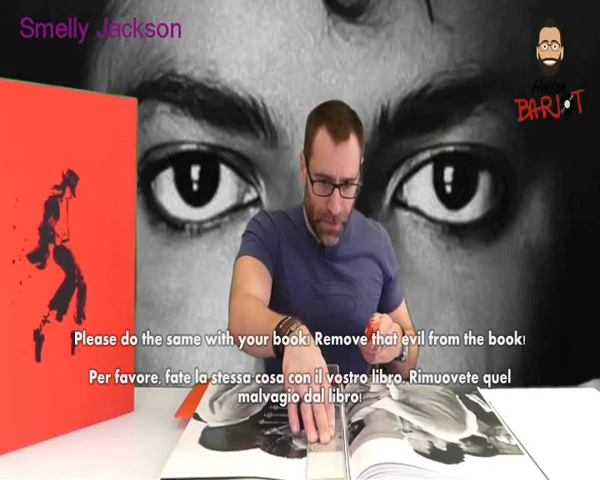 Smelly Jackson
Hector
BARJOT
Please do the same with your book! Remove that evil from the book!
Per favore, fate la stessa cosa con il vostro libro. Rimuovete quel
malvagio dal libro!